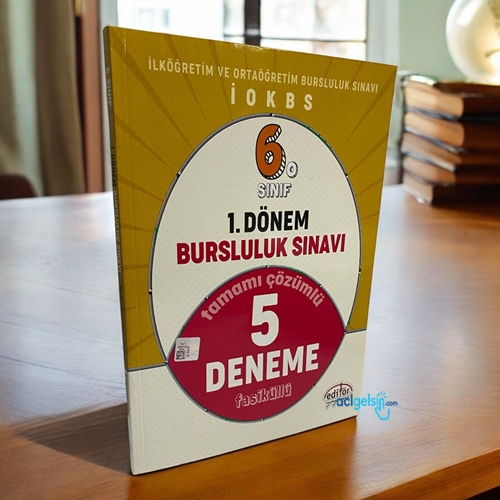 İLKÖĞRETİM VE ORTAÖĞRETİM BURSLULUK SINAVI
İOKBS
6.
SINIF
1. DÖNEM
BURSLULUK SINAVI
tamamı çözümlü
5
DENEME
fasiküllü
editör
acilgelsin.com